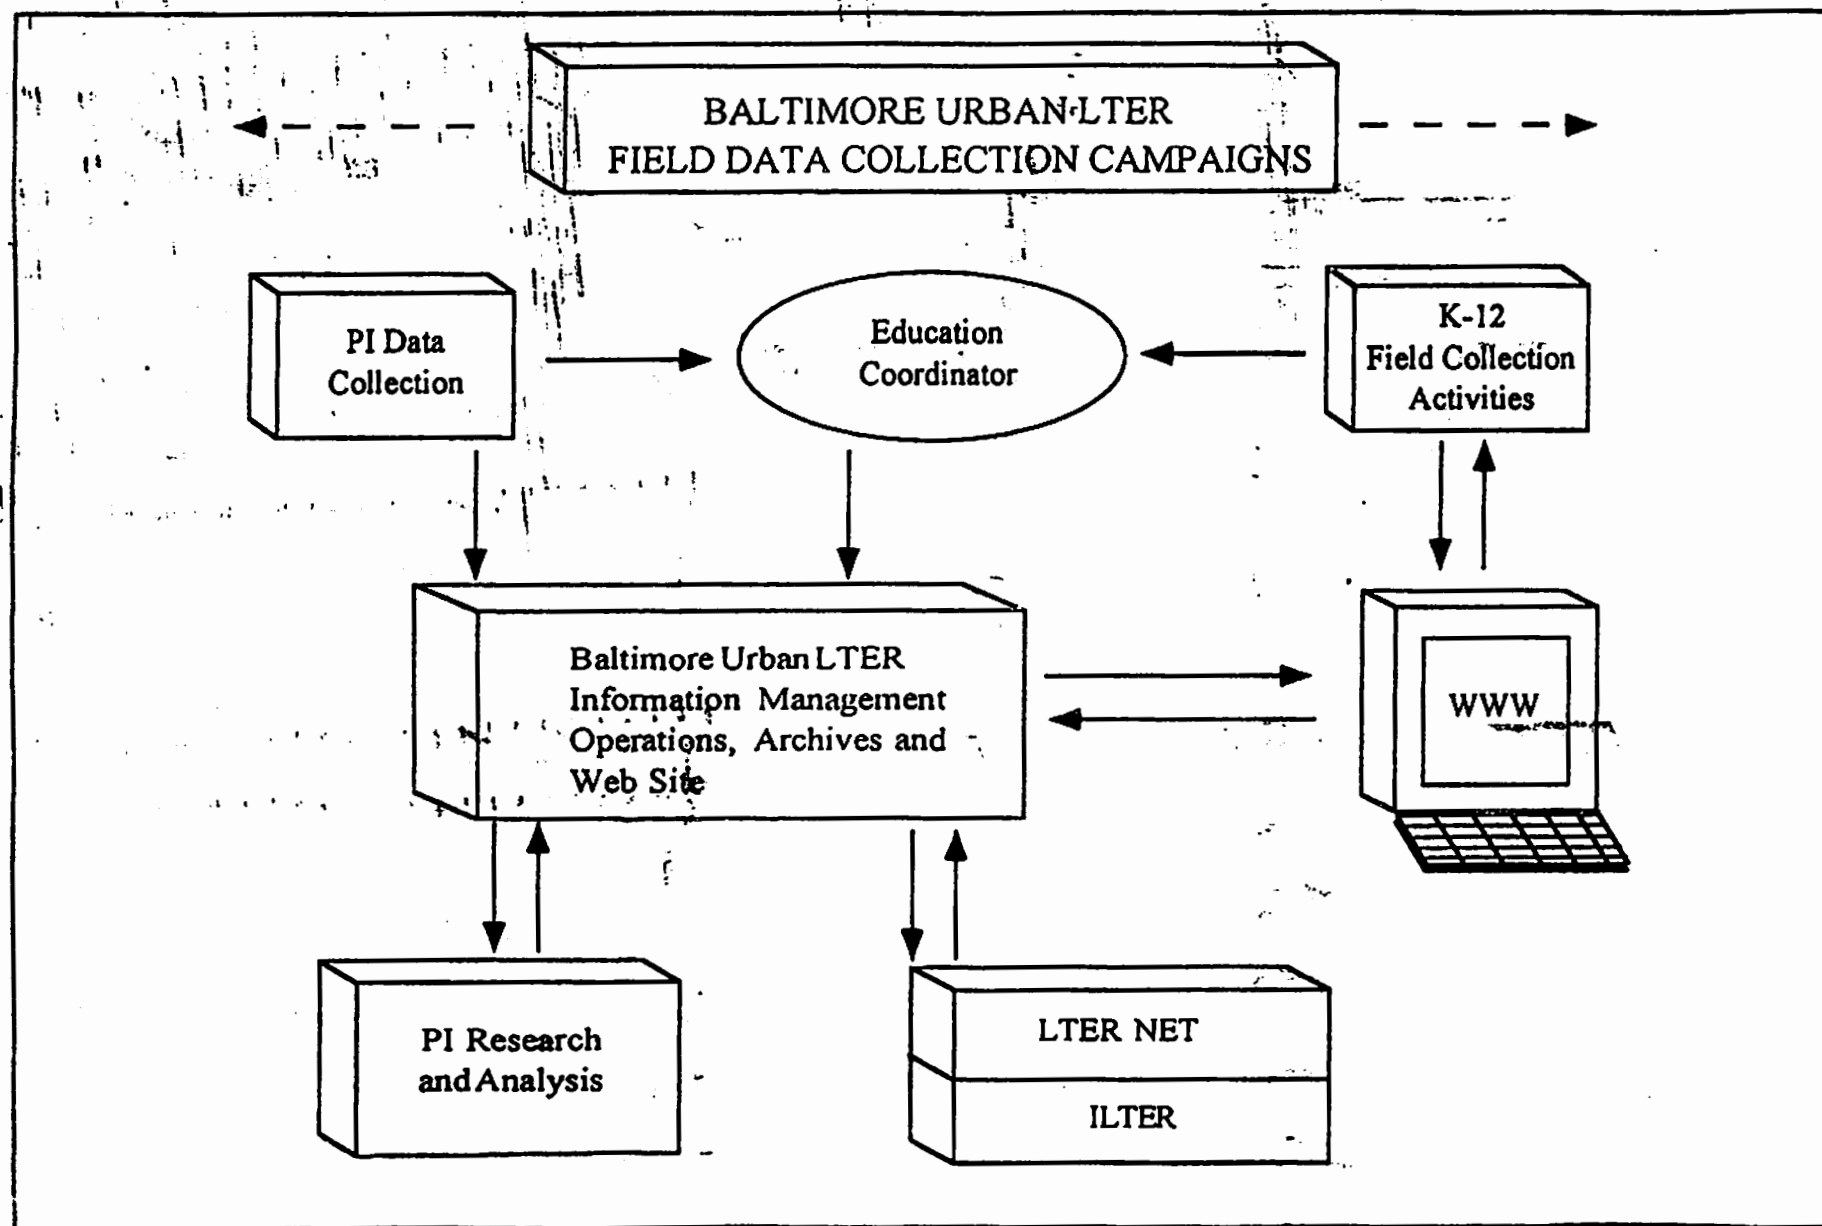 BALTIMORE URBAN-LTER
FIELD DATA COLLECTION CAMPAIGNS
PI Data
Collection
Education
Coordinator
K-12
Field Collection
Activities
Baltimore Urban LTER
Information Management
Operations, Archives and
Web Site
WWW
PI Research
and Analysis
LTER NET
ILTER